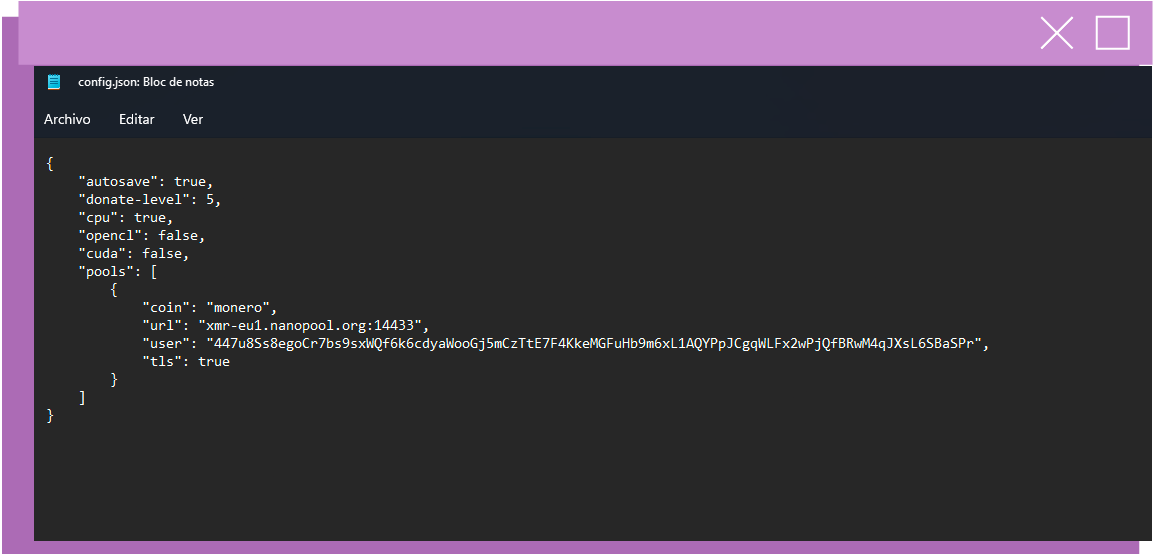 config.json: Bloc de notas
Archivo Editar Ver
{
"autosave": true,
"donate-level": 5,
"cpu": true,
"opencl": false,
"cuda": false,
"pools": [
{
"coin": "monero",
"url": "xmr-eu1.nanopool.org:14433",
"user": "447u8Ss8egoCr7bs9sxWQf6k6cdyaWooGj5mCzTtE7F4KkeMGFuHb9m6xL1AQYPpJCgqWLFx2wPjQfBRwM4qJXsL6SBaSPr",
"tls": true
}
]
}